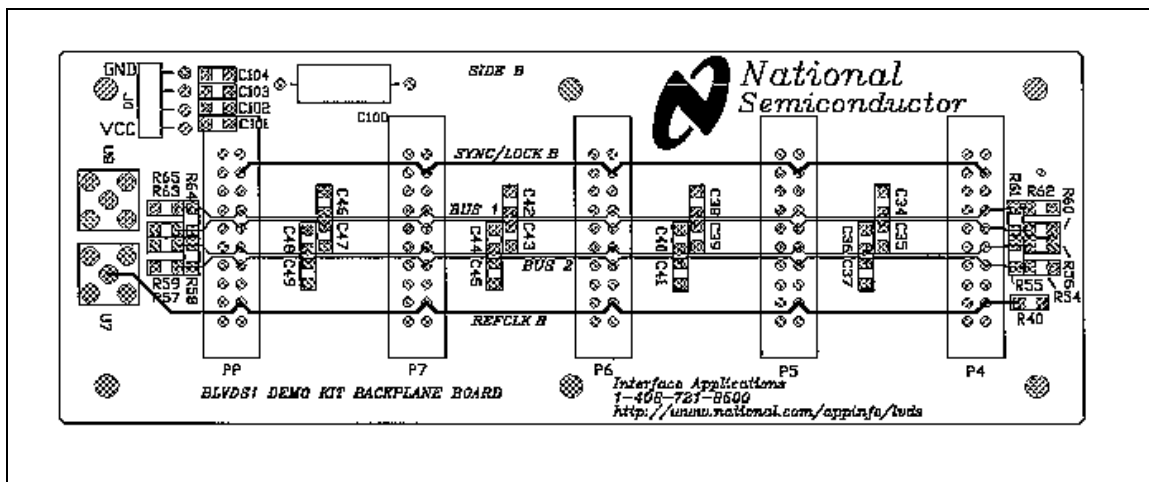 GND
VCC
C104
C103
C102
C101
C100
SIDE B
National
Semiconductor
SYNC/LOCK B
BUS 1
BUS 2
REFCLK B
R65
R63
R64
R59
R57
R58
U7
C46
C47
C48
C49
C42
C43
C44
C45
C38
C39
C40
C41
C34
C35
C36
C37
R61
R62
R60
R56
R55
R54
R40
P7
P6
P5
P4
BLVDS1 DEMO KIT BACKPLANE BOARD
Interface Applications
1-408-721-8500
http://www.national.com/appinfo/lvds